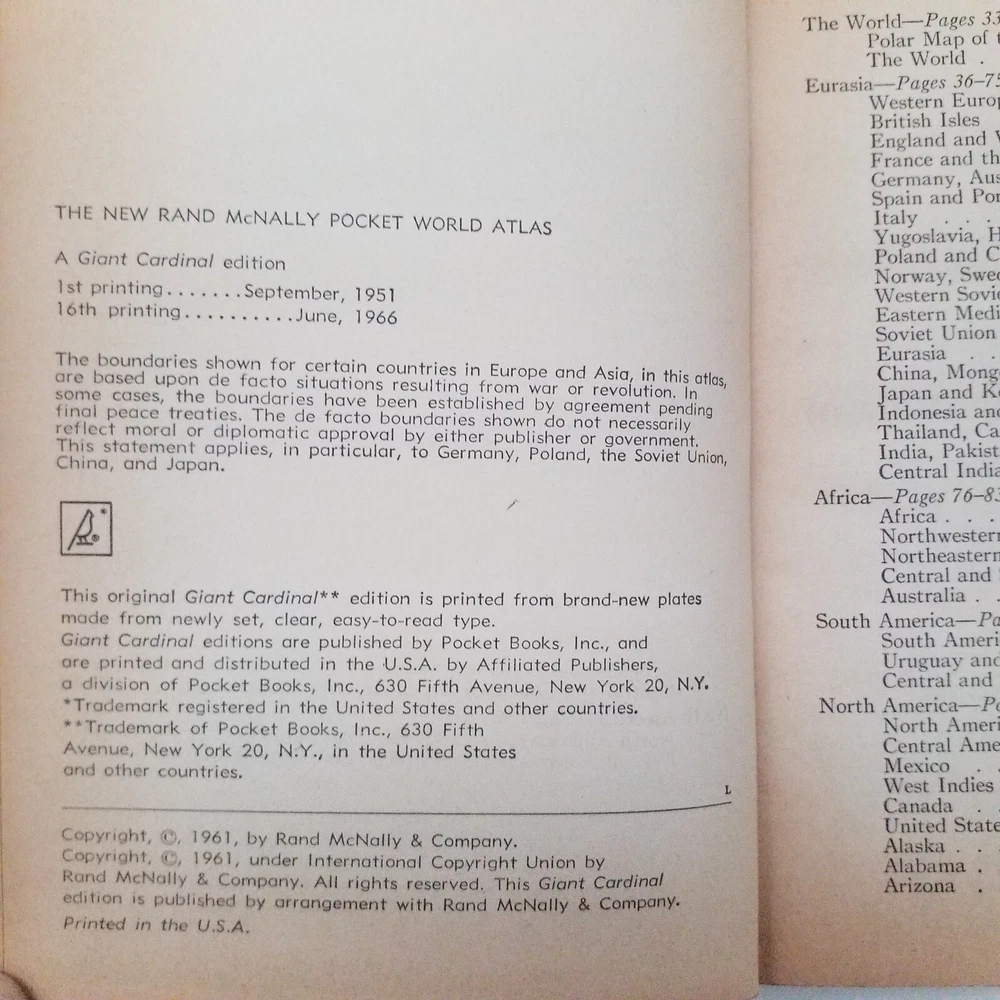 THE NEW RAND McNALLY POCKET WORLD ATLAS
A Giant Cardinal edition
1st printing.......September, 1951
16th printing..........June, 1966
The boundaries shown for certain countries in Europe and Asia, in this atlas,
are based upon de facto situations resulting from war or revolution. In
some cases, the boundaries have been established by agreement pending
final peace treaties. The de facto boundaries shown do not necessarily
reflect moral or diplomatic approval by either publisher or government.
This statement applies, in particular, to Germany, Poland, the Soviet Union,
China, and Japan.
This original Giant Cardinal** edition is printed from brand-new plates
made from newly set, clear, easy-to-read type.
Giant Cardinal editions are published by Pocket Books, Inc., and
are printed and distributed in the U.S.A. by Affiliated Publishers,
a division of Pocket Books, Inc., 630 Fifth Avenue, New York 20, N.Y.
*Trademark registered in the United States and other countries.
**Trademark of Pocket Books, Inc., 630 Fifth
Avenue, New York 20, N.Y., in the United States
and other countries.
L
Copyright, ©, 1961, by Rand McNally & Company.
Copyright, ©, 1961, under International Copyright Union by
Rand McNally & Company. All rights reserved. This Giant Cardinal
edition is published by arrangement with Rand McNally & Company.
Printed in the U.S.A.
The World—Pages 33
Polar Map of
The World .
Eurasia—Pages 36–75
Western
British Isles
England and
France and
Germany,
Spain and
Italy . . .
Yugoslavia,
Poland and
Norway,
Western
Eastern
Soviet Union
Eurasia . .
China,
Japan and
Indonesia
Thailand,
India,
Central
Africa—Pages 76–83
Africa . . .
Northwestern
Northeastern
Central and
Australia . .
South America—
South
Uruguay
Central and
North America—
North
Central
Mexico . .
West Indies
Canada . .
United
Alaska . .
Alabama .
Arizona .